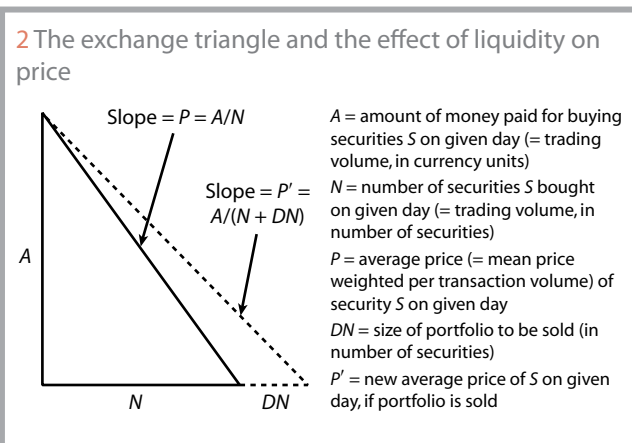 2 The exchange triangle and the effect of liquidity on
price
Slope = P = A/N
Slope = P' =
A/(N + DN)
A
N
DN
A = amount of money paid for buying
securities S on given day (= trading
volume, in currency units)
N = number of securities S bought
on given day (= trading volume, in
number of securities)
P = average price (= mean price
weighted per transaction volume) of
security S on given day
DN = size of portfolio to be sold (in
number of securities)
P' = new average price of S on given
day, if portfolio is sold